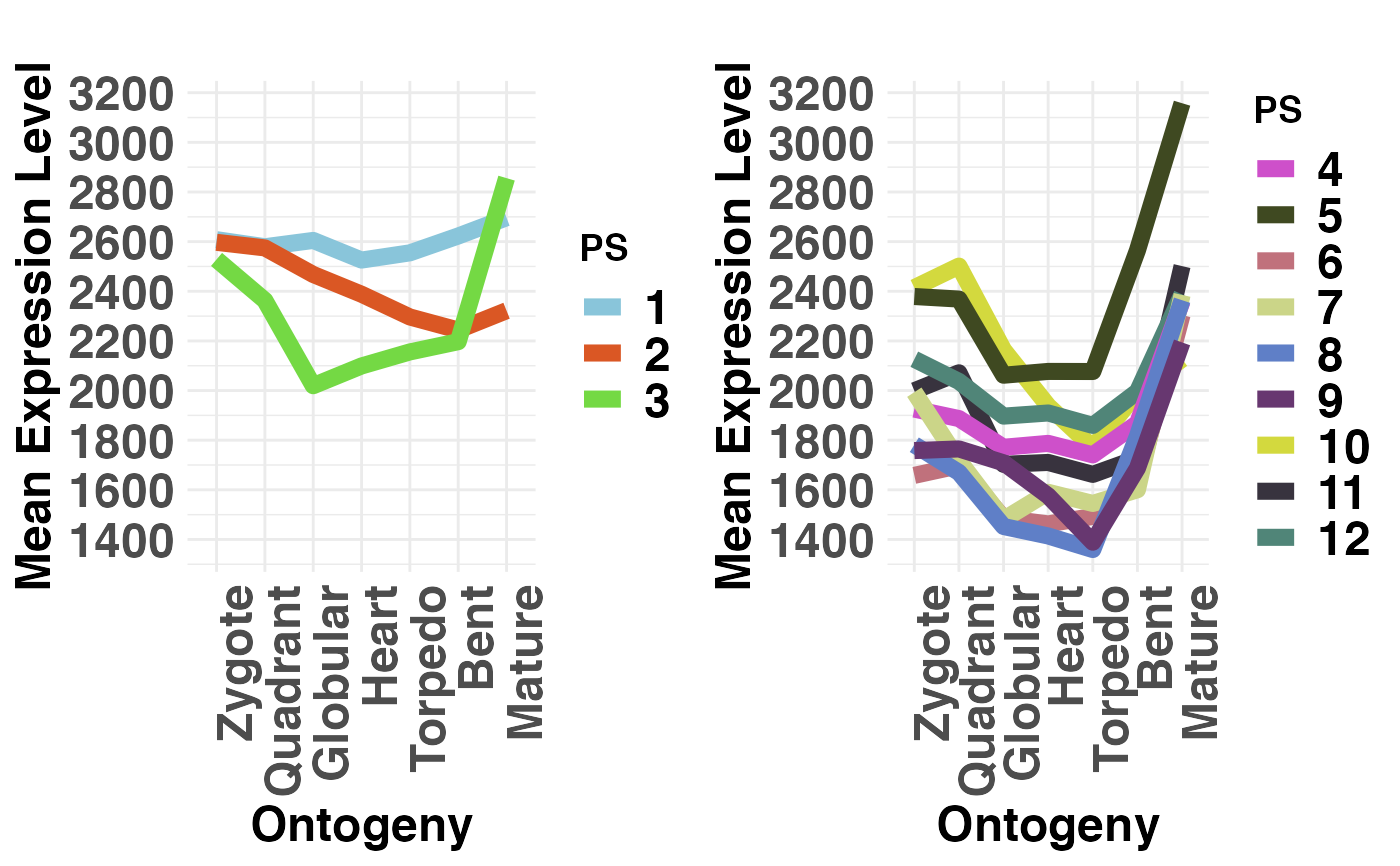 Mean Expression Level
3200
3000
2800
2600
2400
2200
2000
1800
1600
1400
Zygote
Quadrant
Globular
Heart
Torpedo
Bent
Mature
Ontogeny
PS
1
2
3
Mean Expression Level
3200
3000
2800
2600
2400
2200
2000
1800
1600
1400
Zygote
Quadrant
Globular
Heart
Torpedo
Bent
Mature
Ontogeny
PS
4
5
6
7
8
9
10
11
12